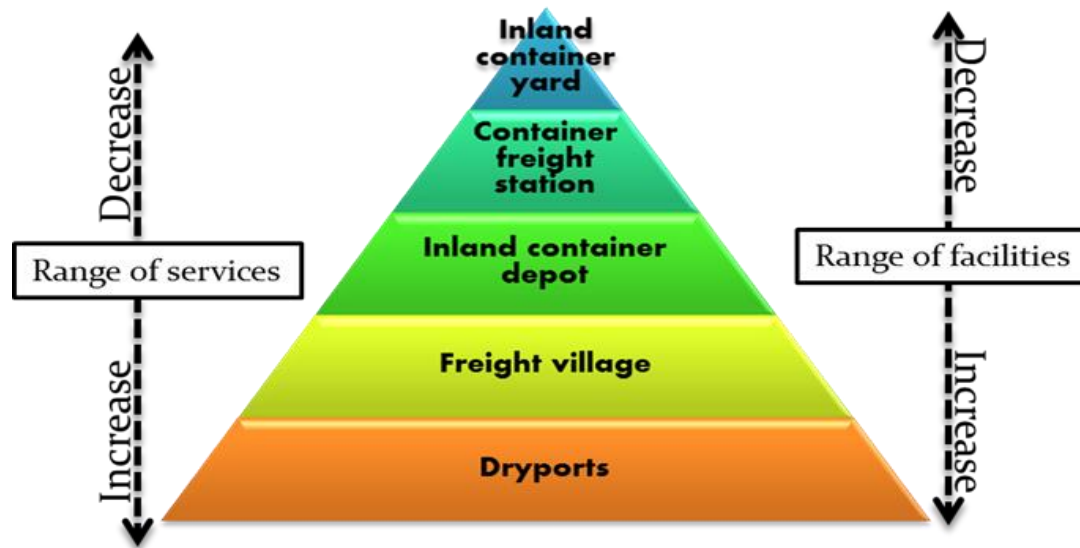 Inland
container
yard
Container
freight
station
Inland container
depot
Freight village
Dryports
Decrease
Range of services
Increase
Decrease
Range of facilities
Increase